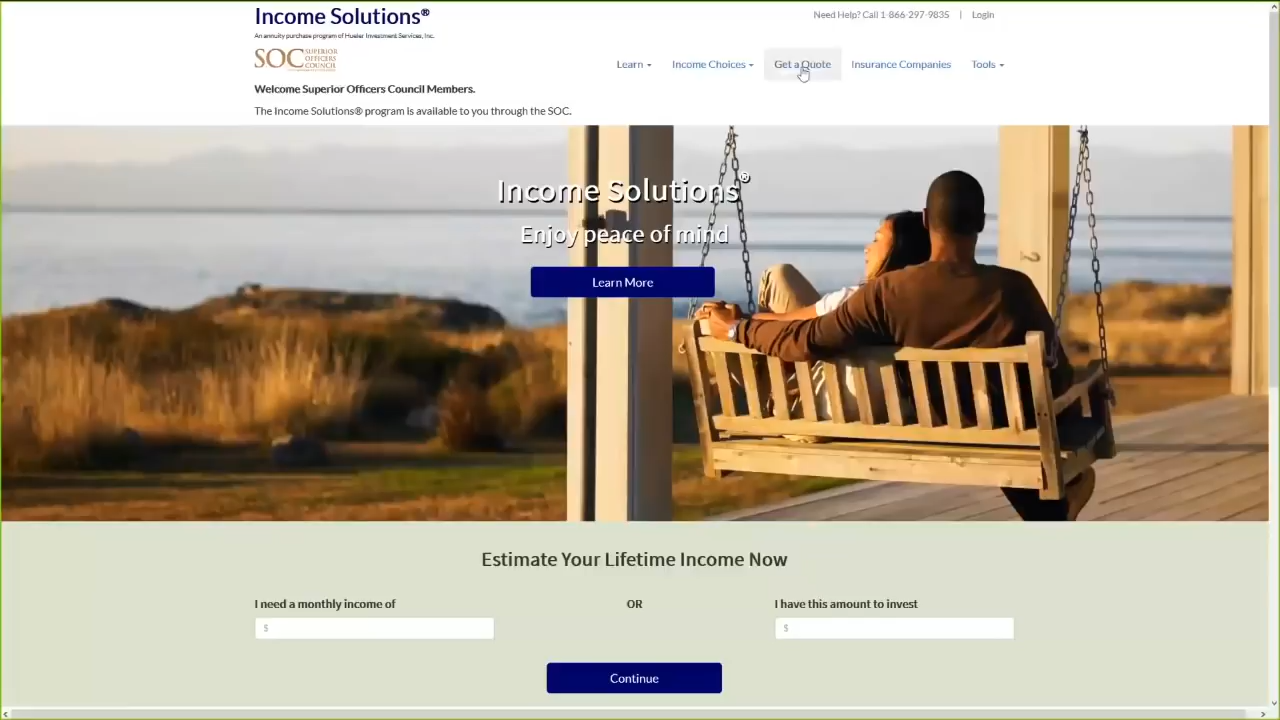 Income Solutions®
An annuity purchase program of Hueler Investment Services, Inc.
Need Help? Call 1-866-297-9835 | Login
SOC SUPERIOR OFFICERS COUNCIL
Learn Income Choices Get a Quote Insurance Companies Tools
Welcome Superior Officers Council Members.
The Income Solutions® program is available to you through the SOC.
Income Solutions®
Enjoy peace of mind
Learn More
Estimate Your Lifetime Income Now
I need a monthly income of OR I have this amount to invest
$ $
Continue